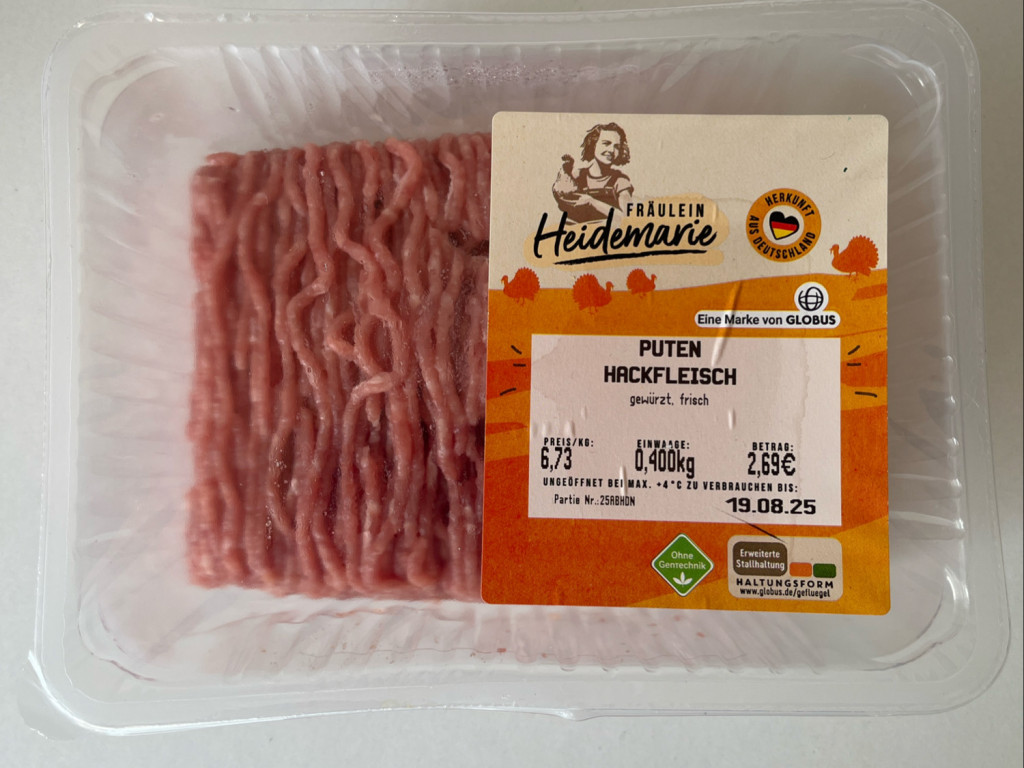 FRÄULEIN
Heidemarie
HERKUNFT
AUS DEUTSCHLAND
Eine Marke von GLOBUS
PUTEN
HACKFLEISCH
gewürzt, frisch
PREIS/KG: EINWAAGE: BETRAG:
6,73 0,400kg 2,69€
UNGEÖFFNET BEI MAX. +4°C ZU VERBRAUCHEN BIS:
Partie Nr.:25ABHDN 19.08.25
Ohne
Gentechnik
Erweiterte
Stallhaltung
HALTUNGSFORM
www.globus.de/gefluegel